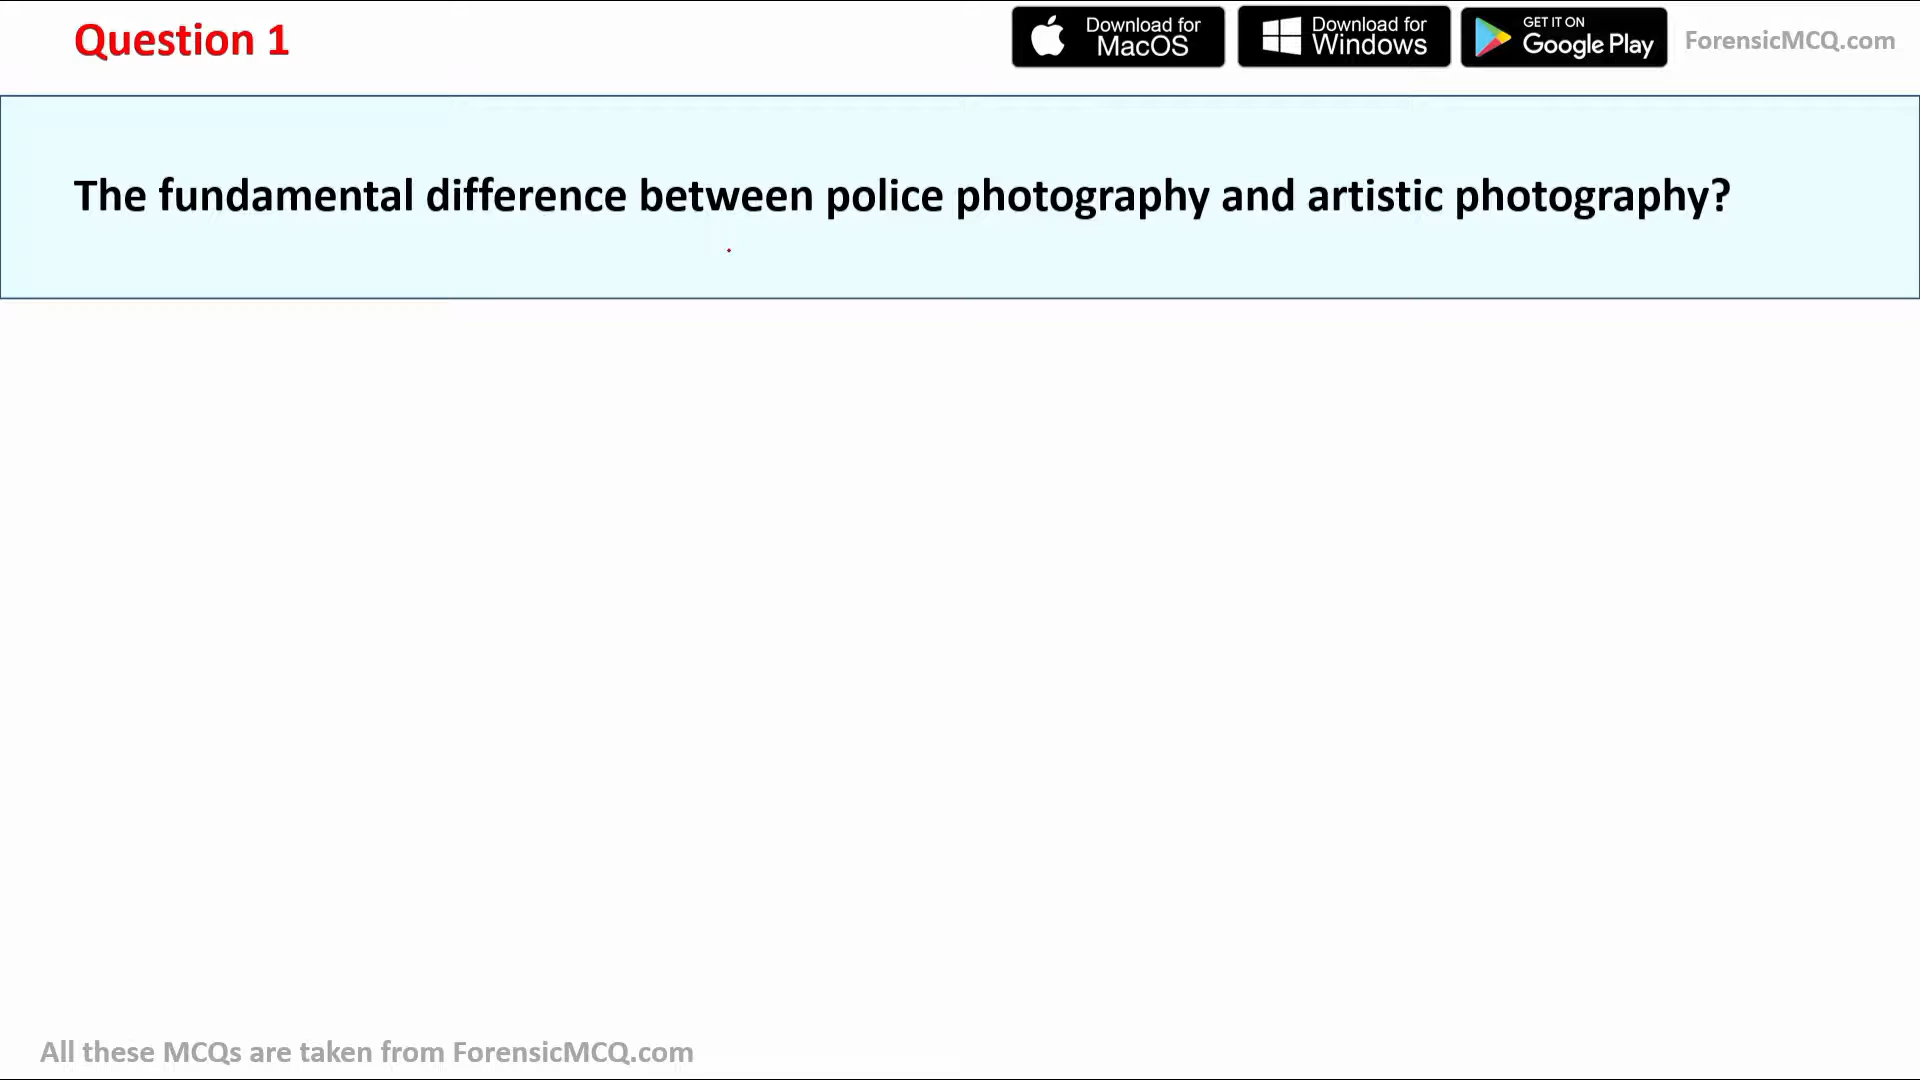 Question 1
Download for
MacOS
Download for
Windows
GET IT ON
Google Play
ForensicMCQ.com
The fundamental difference between police photography and artistic photography?
All these MCQs are taken from ForensicMCQ.com